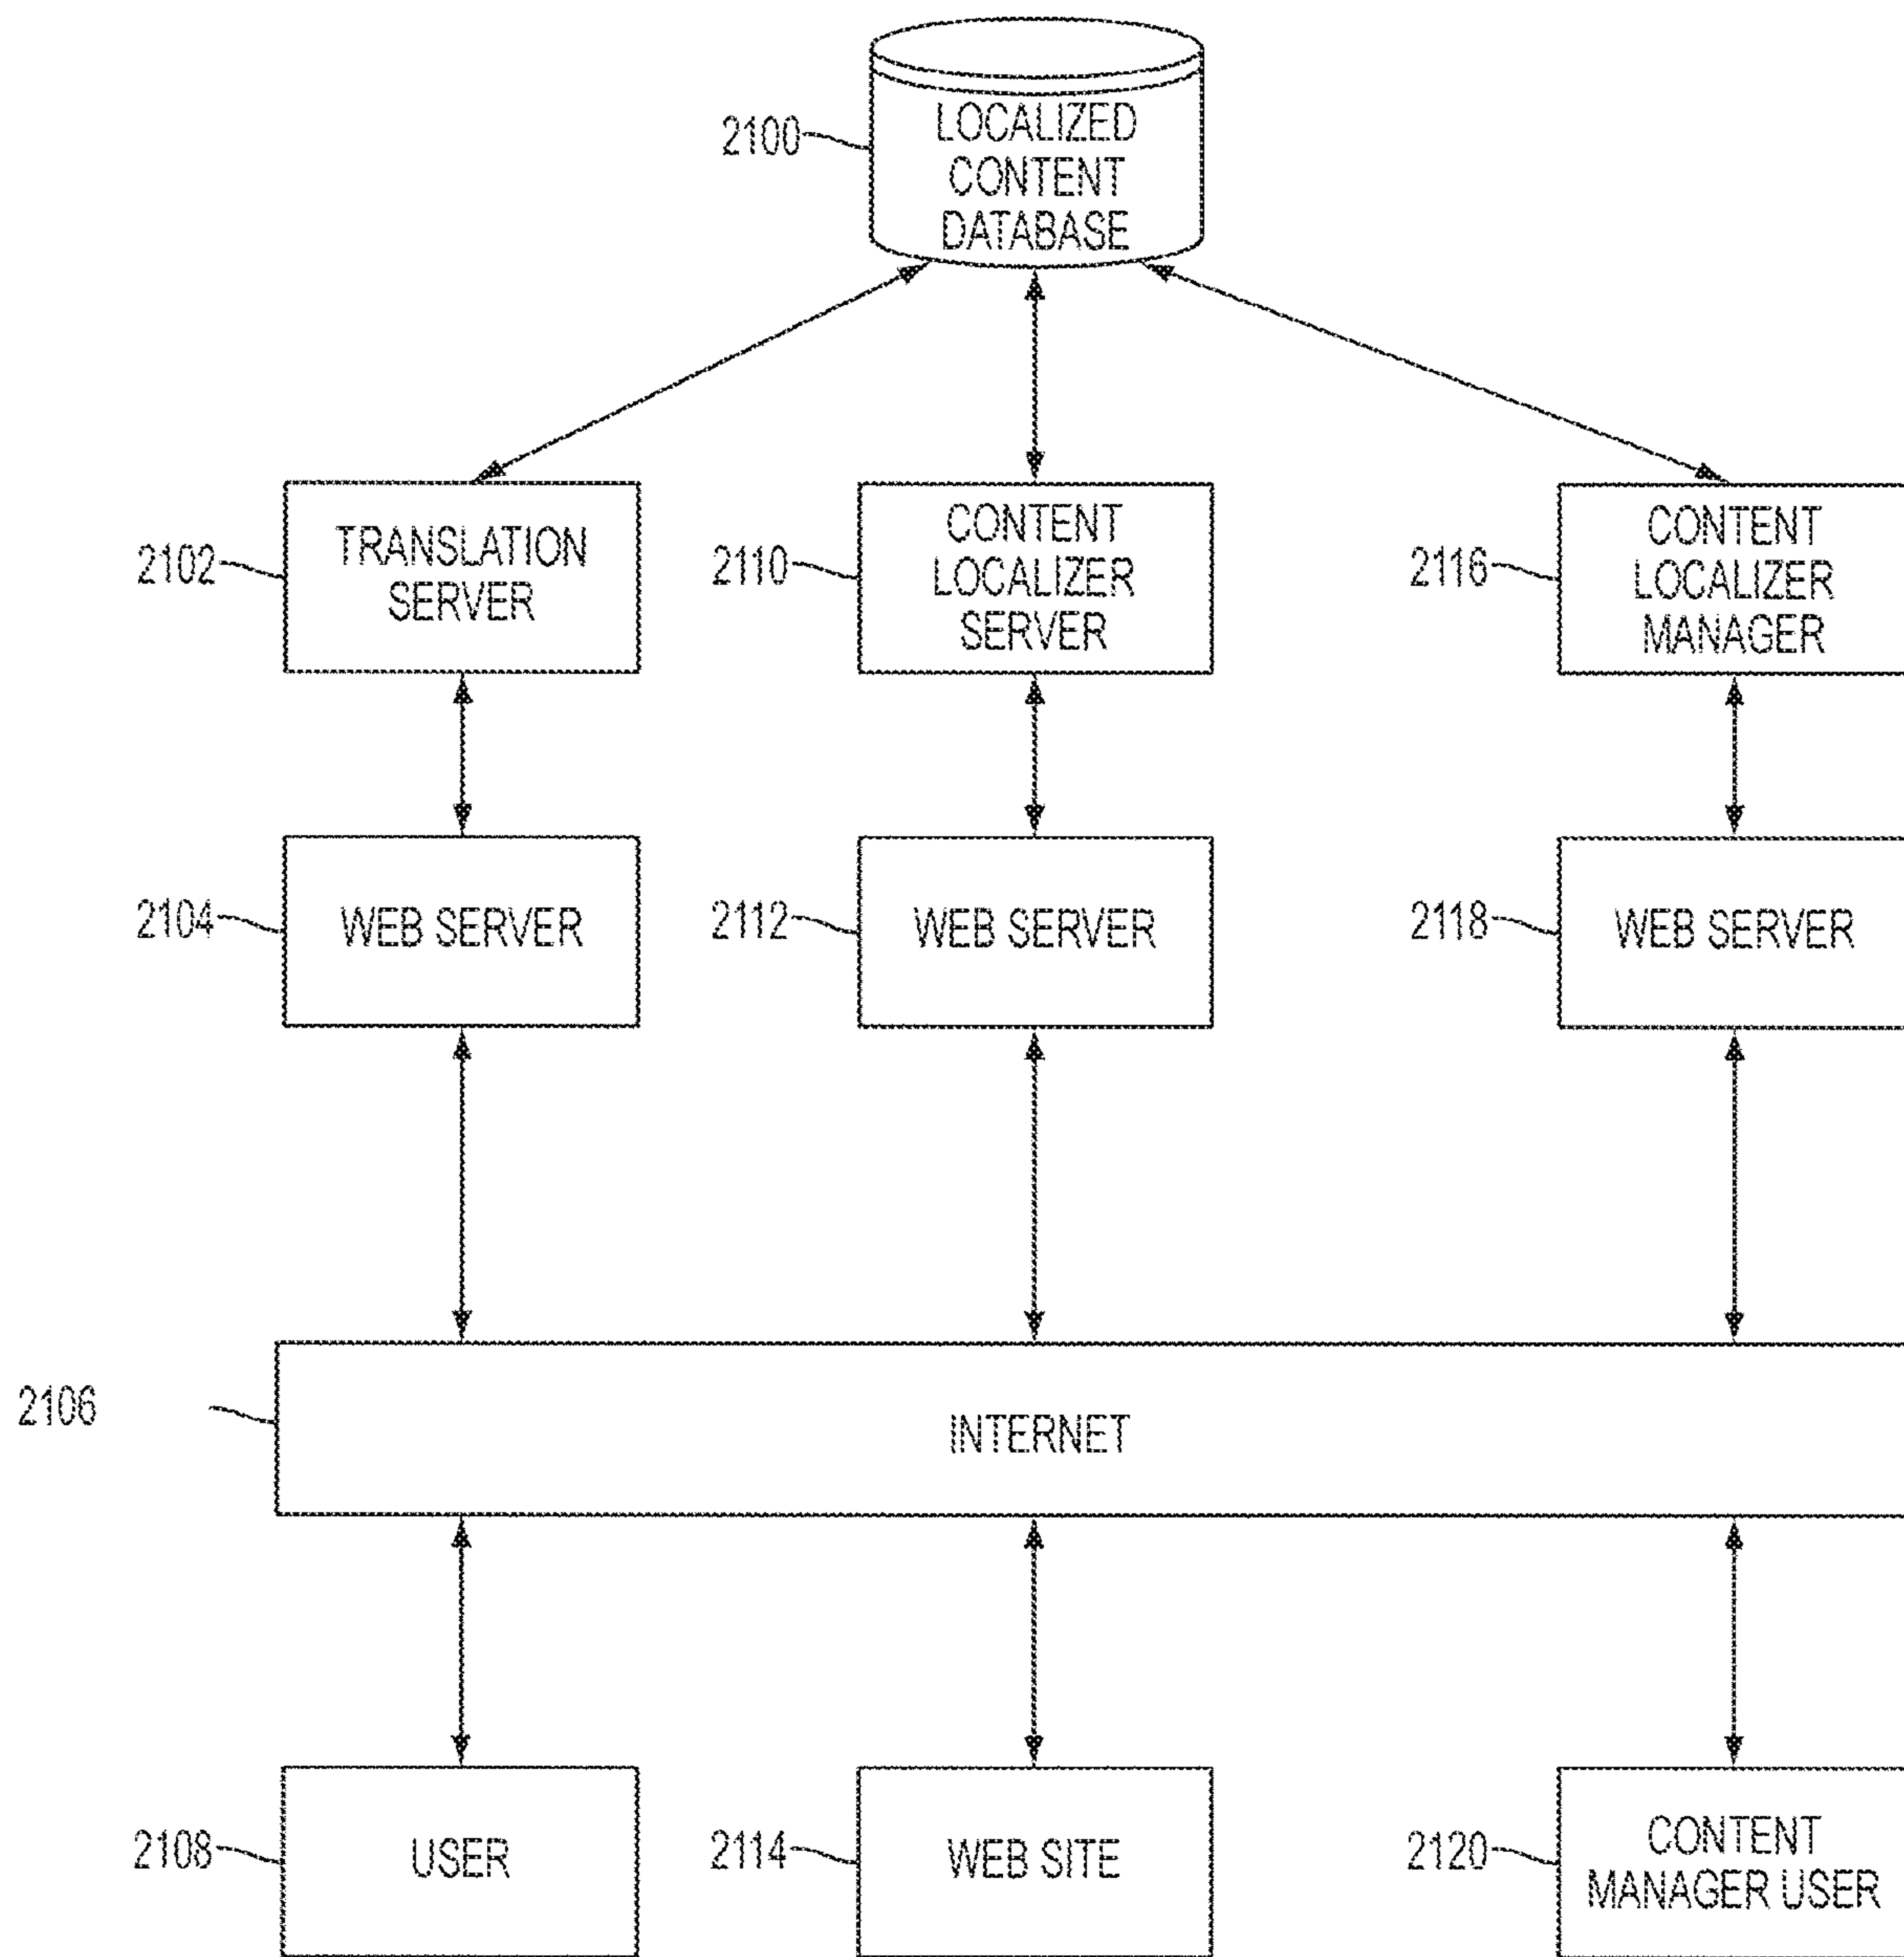 2100
LOCALIZED
CONTENT
DATABASE
2102
TRANSLATION
SERVER
2110
CONTENT
LOCALIZER
SERVER
2116
CONTENT
LOCALIZER
MANAGER
2104
WEB SERVER
2112
WEB SERVER
2118
WEB SERVER
2106
INTERNET
2108
USER
2114
WEB SITE
2120
CONTENT
MANAGER USER